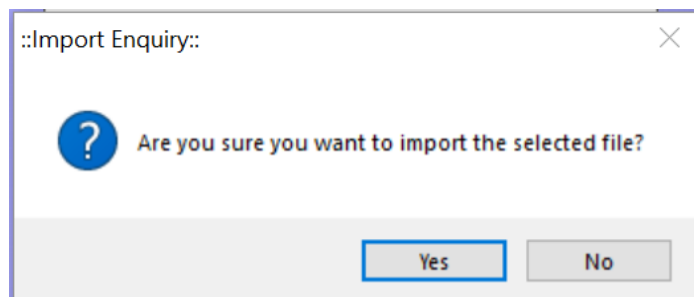 ::Import Enquiry::
Are you sure you want to import the selected file?
Yes
No